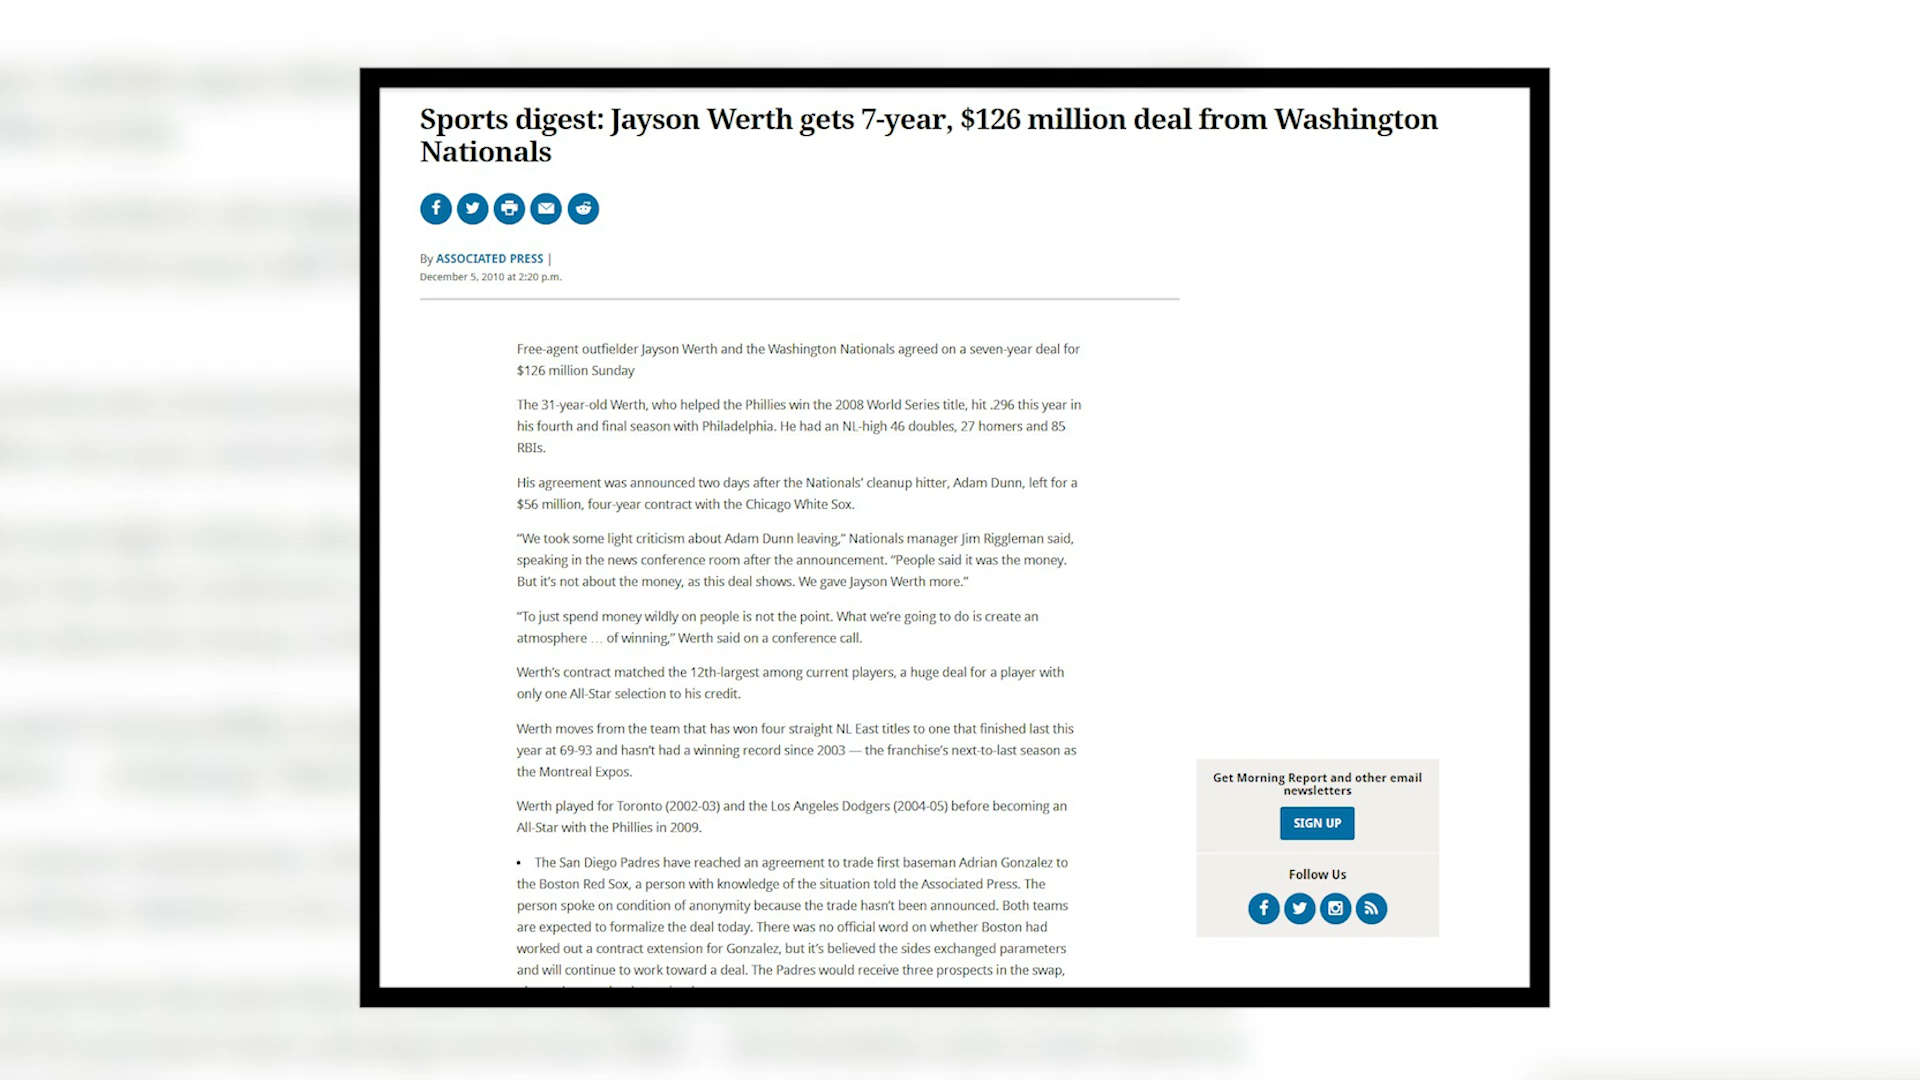 Sports digest: Jayson Werth gets 7-year, $126 million deal from Washington
Nationals
By ASSOCIATED PRESS |
December 5, 2010 at 2:20 p.m.
Free-agent outfielder Jayson Werth and the Washington Nationals agreed on a seven-year deal for
$126 million Sunday
The 31-year-old Werth, who helped the Phillies win the 2008 World Series title, hit .296 this year in
his fourth and final season with Philadelphia. He had an NL-high 46 doubles, 27 homers and 85
RBIs.
His agreement was announced two days after the Nationals’ cleanup hitter, Adam Dunn, left for a
$56 million, four-year contract with the Chicago White Sox.
“We took some light criticism about Adam Dunn leaving,” Nationals manager Jim Riggleman said,
speaking in the news conference room after the announcement. “People said it was the money.
But it’s not about the money, as this deal shows. We gave Jayson Werth more.”
“To just spend money wildly on people is not the point. What we’re going to do is create an
atmosphere … of winning,” Werth said on a conference call.
Werth’s contract matched the 12th-largest among current players, a huge deal for a player with
only one All-Star selection to his credit.
Werth moves from the team that has won four straight NL East titles to one that finished last this
year at 69-93 and hasn’t had a winning record since 2003 — the franchise’s next-to-last season as
the Montreal Expos.
Werth played for Toronto (2002-03) and the Los Angeles Dodgers (2004-05) before becoming an
All-Star with the Phillies in 2009.
• The San Diego Padres have reached an agreement to trade first baseman Adrian Gonzalez to
the Boston Red Sox, a person with knowledge of the situation told the Associated Press. The
person spoke on condition of anonymity because the trade hasn’t been announced. Both teams
are expected to formalize the deal today. There was no official word on whether Boston had
worked out a contract extension for Gonzalez, but it’s believed the sides exchanged parameters
and will continue to work toward a deal. The Padres would receive three prospects in the swap,
Get Morning Report and other email
newsletters
SIGN UP
Follow Us